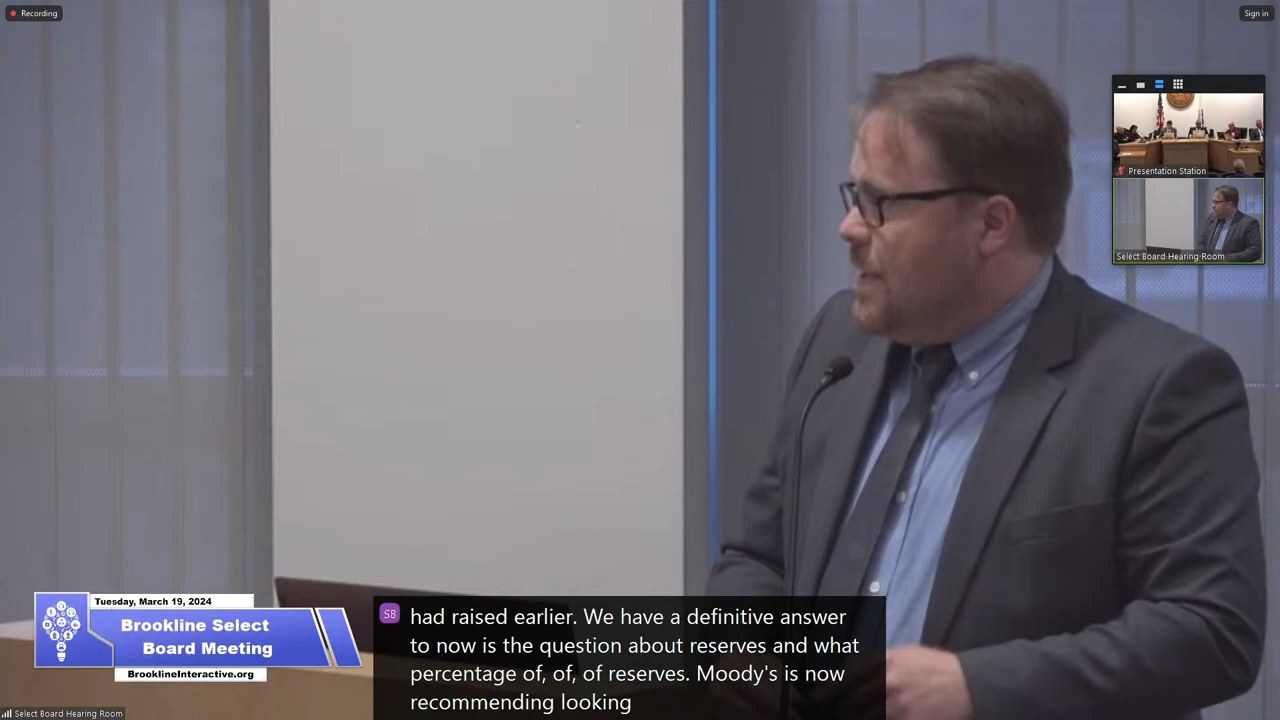 Recording
Sign in
Presentation Station
Select Board Hearing Room
Tuesday, March 19, 2024
Brookline Select
Board Meeting
BrooklineInteractive.org
SB
had raised earlier. We have a definitive answer
to now is the question about reserves and what
percentage of, of, of reserves. Moody's is now
recommending looking
Select Board Hearing Room